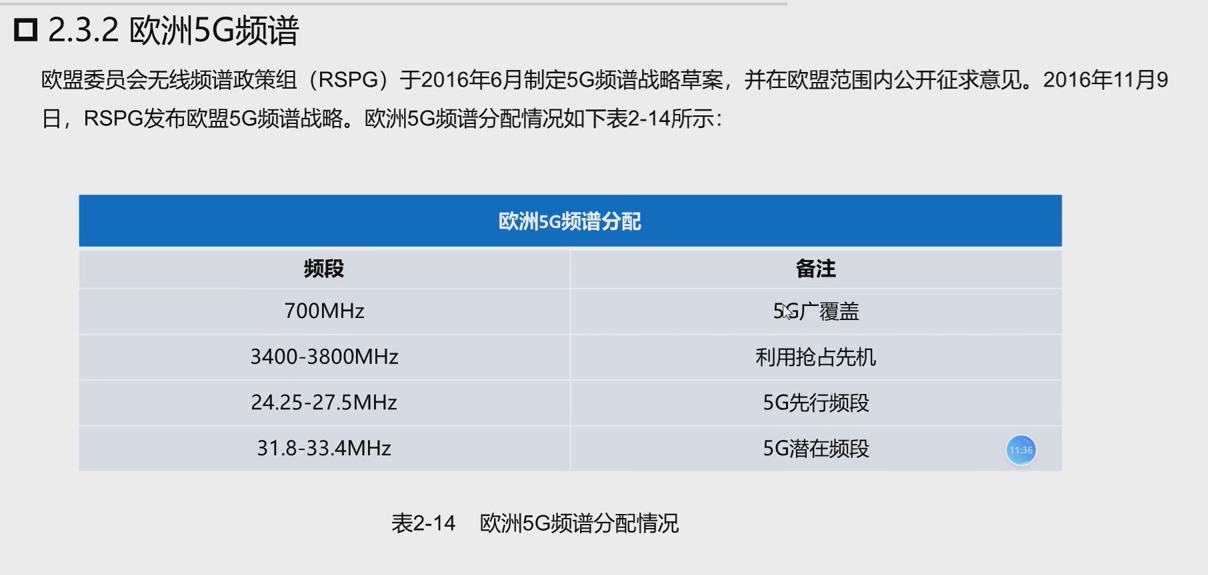 2.3.2 欧洲5G频谱
欧盟委员会无线频谱政策组（RSPG）于2016年6月制定5G频谱战略草案，并在欧盟范围内公开征求意见。2016年11月9
日，RSPG发布欧盟5G频谱战略。欧洲5G频谱分配情况如下表2-14所示：
欧洲5G频谱分配
频段 备注
700MHz 5G广覆盖
3400-3800MHz 利用抢占先机
24.25-27.5MHz 5G先行频段
31.8-33.4MHz 5G潜在频段
11:36
表2-14 欧洲5G频谱分配情况